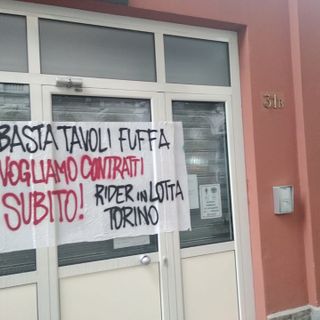 BASTA TAVOLI FUFFA
VOGLIAMO CONTRATTI
SUBITO! RIDER IN LOTTA
TORINO
31B